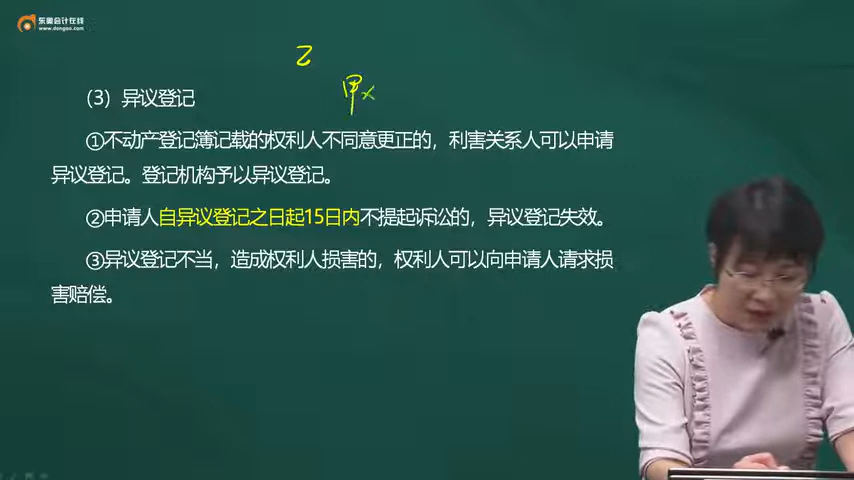 东奥会计在线
www.dongao.com
乙
甲×
（3）异议登记
①不动产登记簿记载的权利人不同意更正的，利害关系人可以申请
异议登记。登记机构予以异议登记。
②申请人自异议登记之日起15日内不提起诉讼的，异议登记失效。
③异议登记不当，造成权利人损害的，权利人可以向申请人请求损
害赔偿。